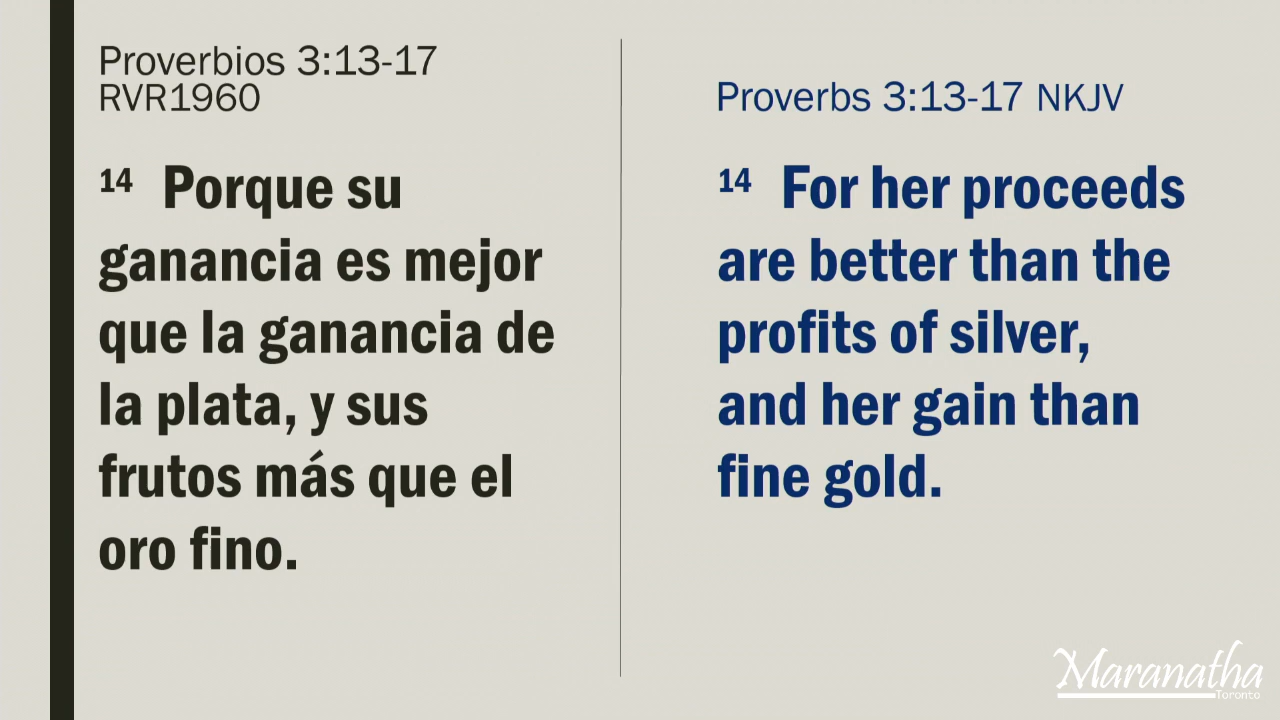 Proverbios 3:13-17
RVR1960
14 Porque su
ganancia es mejor
que la ganancia de
la plata, y sus
frutos más que el
oro fino.
Proverbs 3:13-17 NKJV
14 For her proceeds
are better than the
profits of silver,
and her gain than
fine gold.
Maranatha
Toronto